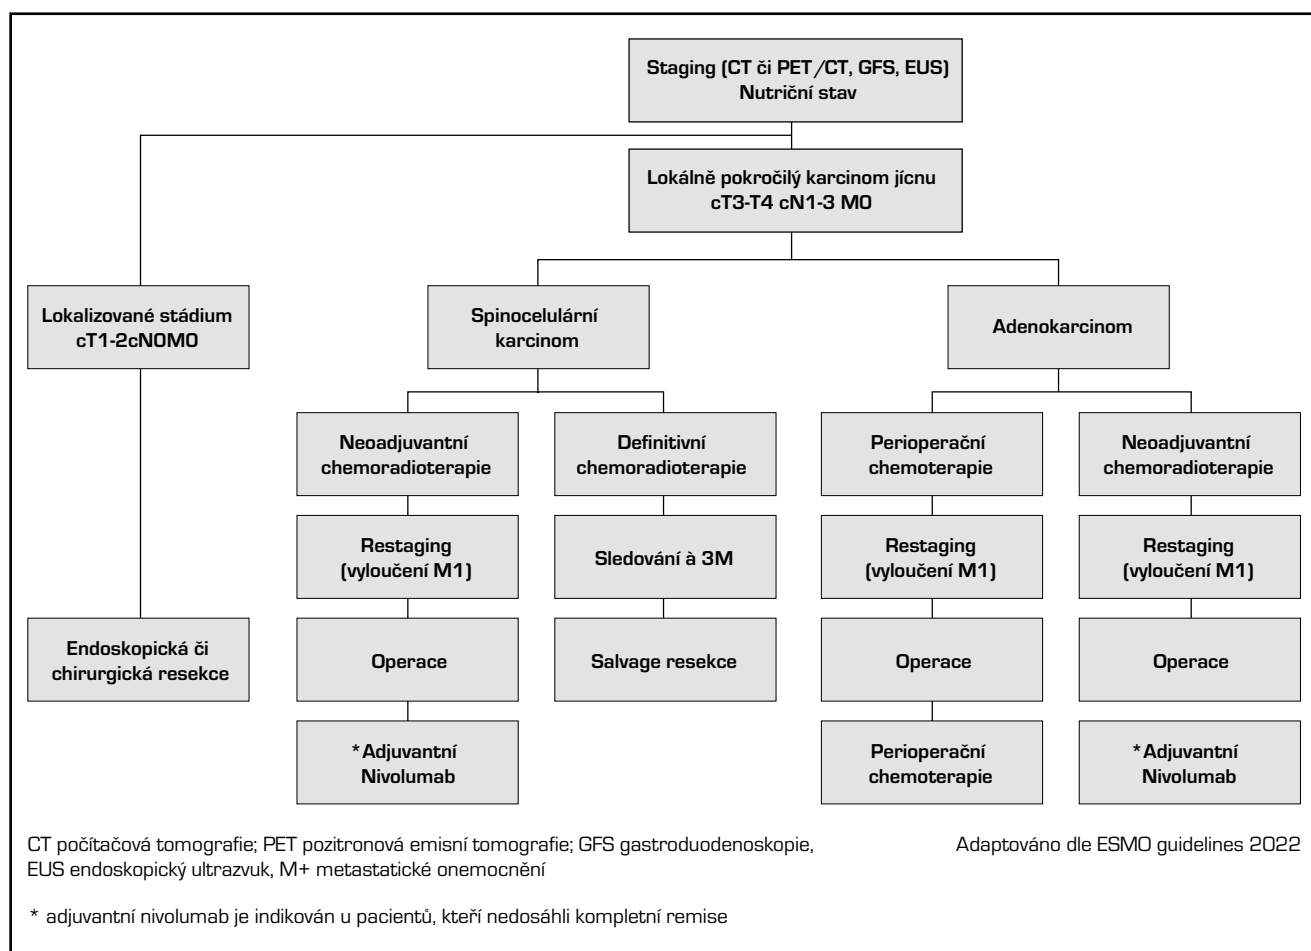 Staging (CT či PET/CT, GFS, EUS)
Nutriční stav
Lokálně pokročilý karcinom jícnu
cT3-T4 cN1-3 M0
Lokalizované stádium
cT1-2cN0M0
Spinocelulární
karcinom
Adenokarcinom
Neoadjuvantní
chemoradioterapie
Definitivní
chemoradioterapie
Perioperační
chemoterapie
Neoadjuvantní
chemoradioterapie
Restaging
(vyloučení M1)
Sledování à 3M
Restaging
(vyloučení M1)
Restaging
(vyloučení M1)
Endoskopická či
chirurgická resekce
Operace
Salvage resekce
Operace
Operace
*Adjuvantní
Nivolumab
Perioperační
chemoterapie
*Adjuvantní
Nivolumab
CT počítačová tomografie; PET pozitronová emisní tomografie; GFS gastroduodenoskopie,
EUS endoskopický ultrazvuk, M+ metastatické onemocnění
Adaptováno dle ESMO guidelines 2022
* adjuvantní nivolumab je indikován u pacientů, kteří nedosáhli kompletní remise